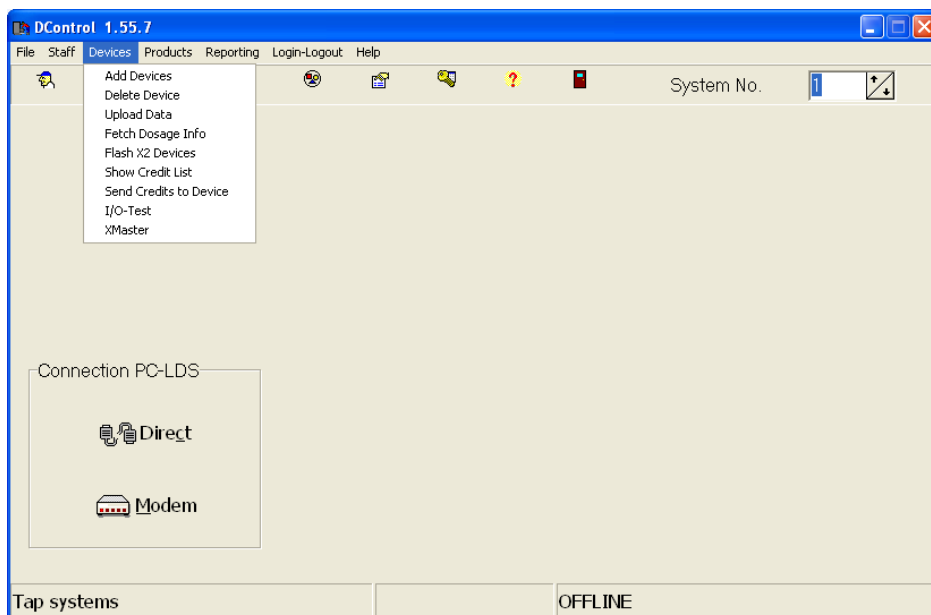 DControl 1.55.7
File Staff Devices Products Reporting Login-Logout Help
Add Devices
Delete Device
Upload Data
Fetch Dosage Info
Flash X2 Devices
Show Credit List
Send Credits to Device
I/O-Test
XMaster
? System No. 1
Connection PC-LDS
Direct
Modem
Tap systems OFFLINE